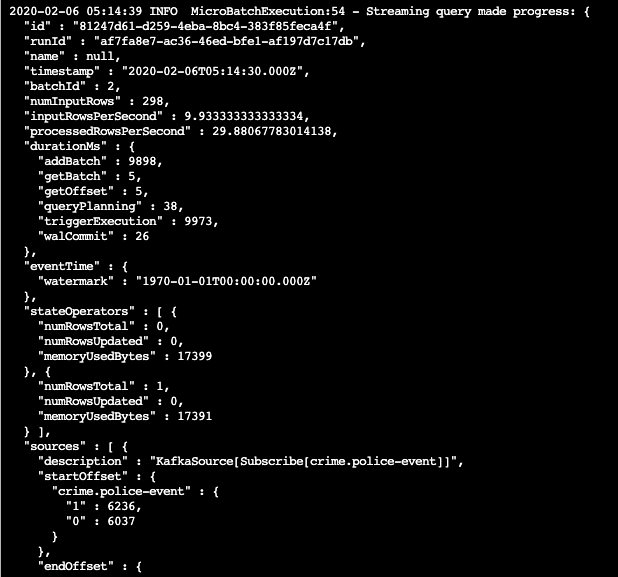 2020-02-06 05:14:39 INFO  MicroBatchExecution:54 - Streaming query made progress: {
  "id" : "81247d61-d259-4eba-8bc4-383f85feca4f",
  "runId" : "af7fa8e7-ac36-46ed-bfe1-af197d7c17db",
  "name" : null,
  "timestamp" : "2020-02-06T05:14:30.000Z",
  "batchId" : 2,
  "numInputRows" : 298,
  "inputRowsPerSecond" : 9.933333333333334,
  "processedRowsPerSecond" : 29.88067783014138,
  "durationMs" : {
    "addBatch" : 9898,
    "getBatch" : 5,
    "getOffset" : 5,
    "queryPlanning" : 38,
    "triggerExecution" : 9973,
    "walCommit" : 26
  },
  "eventTime" : {
    "watermark" : "1970-01-01T00:00:00.000Z"
  },
  "stateOperators" : [ {
    "numRowsTotal" : 0,
    "numRowsUpdated" : 0,
    "memoryUsedBytes" : 17399
  }, {
    "numRowsTotal" : 1,
    "numRowsUpdated" : 0,
    "memoryUsedBytes" : 17391
  } ],
  "sources" : [ {
    "description" : "KafkaSource[Subscribe[crime.police-event]]",
    "startOffset" : {
      "crime.police-event" : {
        "1" : 6236,
        "0" : 6037
      }
    },
    "endOffset" : {